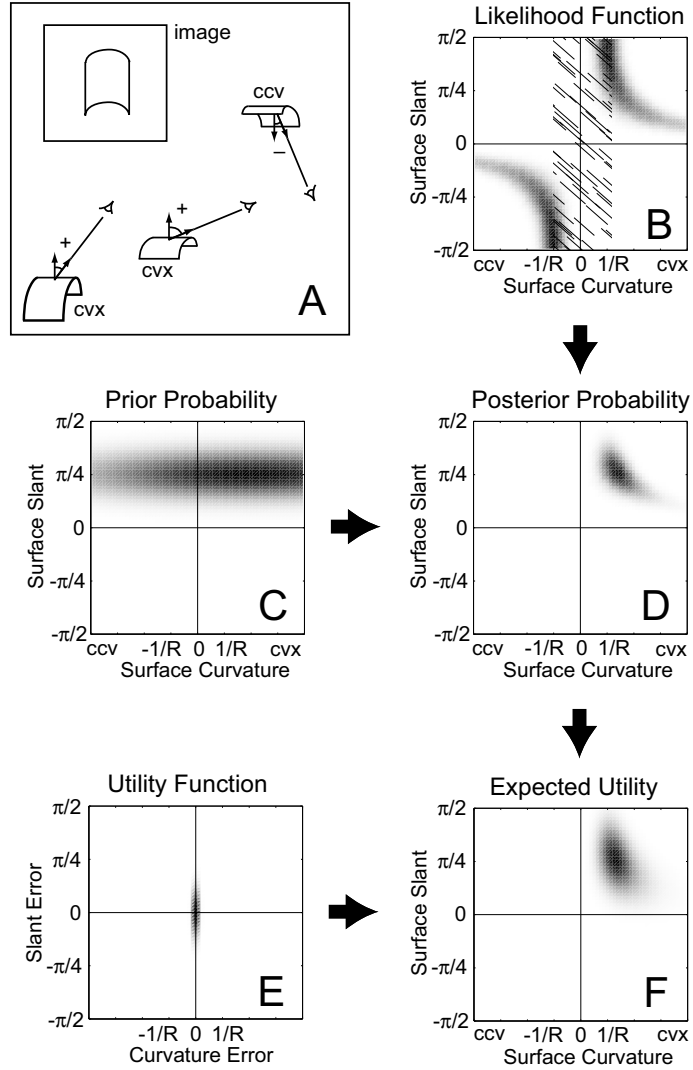 image
ccv
–
+
cvx
+
cvx
A
Likelihood Function
Surface Slant
π/2
π/4
0
-π/4
-π/2
B
ccv -1/R 0 1/R cvx
Surface Curvature
Prior Probability
Surface Slant
π/2
π/4
0
-π/4
-π/2
C
ccv -1/R 0 1/R cvx
Surface Curvature
Posterior Probability
Surface Slant
π/2
π/4
0
-π/4
-π/2
D
ccv -1/R 0 1/R cvx
Surface Curvature
Utility Function
Slant Error
π/2
π/4
0
-π/4
-π/2
E
-1/R 0 1/R
Curvature Error
Expected Utility
Surface Slant
π/2
π/4
0
-π/4
-π/2
F
ccv -1/R 0 1/R cvx
Surface Curvature